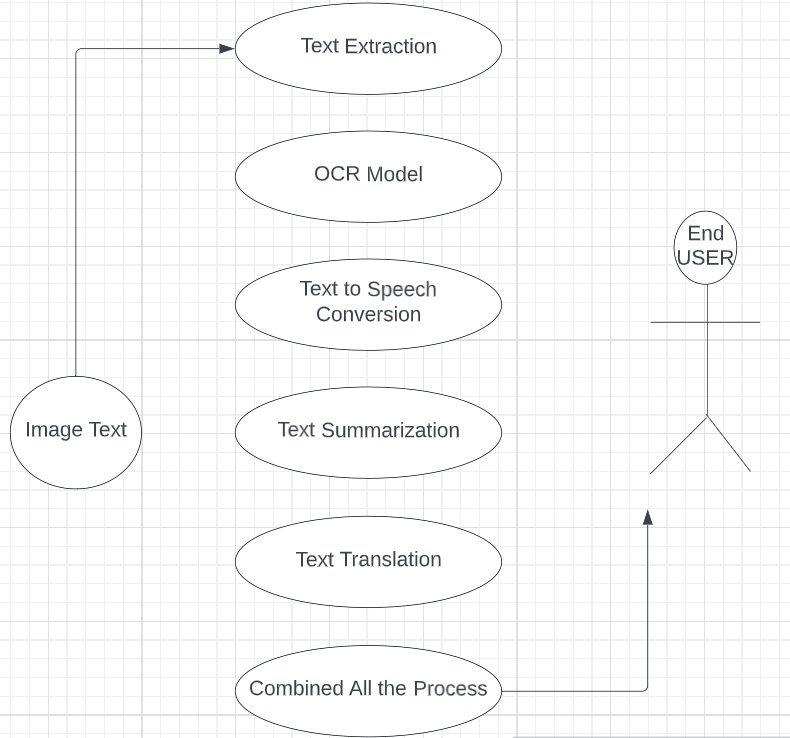 Text Extraction
OCR Model
End
USER
Text to Speech
Conversion
Image Text
Text Summarization
Text Translation
Combined All the Process